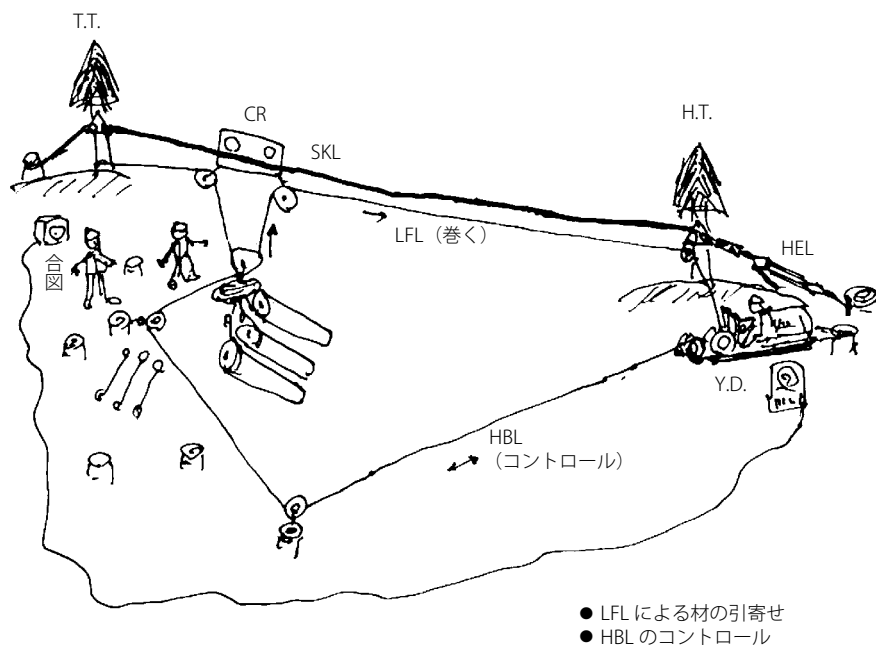 T.T.
CR
SKL
H.T.
LFL（巻く）
HEL
合図
Y.D.
HBL
（コントロール）
● LFL による材の引寄せ
● HBL のコントロール